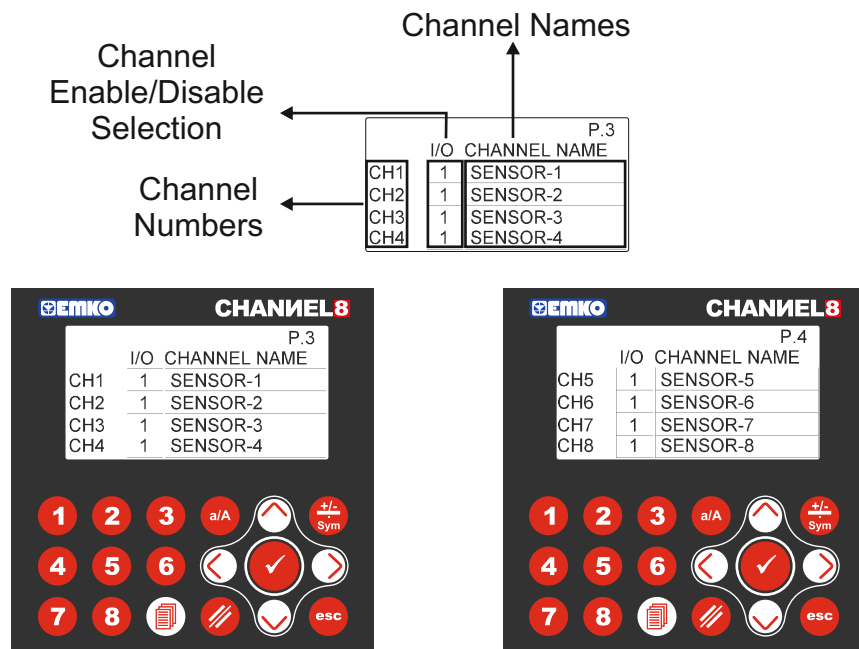 Channel Names
Channel
Enable/Disable
Selection
Channel
Numbers
P.3
I/O CHANNEL NAME
CH1 1 SENSOR-1
CH2 1 SENSOR-2
CH3 1 SENSOR-3
CH4 1 SENSOR-4
EMKO CHANИEL8
P.3
I/O CHANNEL NAME
CH1 1 SENSOR-1
CH2 1 SENSOR-2
CH3 1 SENSOR-3
CH4 1 SENSOR-4
1 2 3 a/A +/-
Sym
4 5 6
7 8 esc
EMKO CHANИEL8
P.4
I/O CHANNEL NAME
CH5 1 SENSOR-5
CH6 1 SENSOR-6
CH7 1 SENSOR-7
CH8 1 SENSOR-8
1 2 3 a/A +/-
Sym
4 5 6
7 8 esc